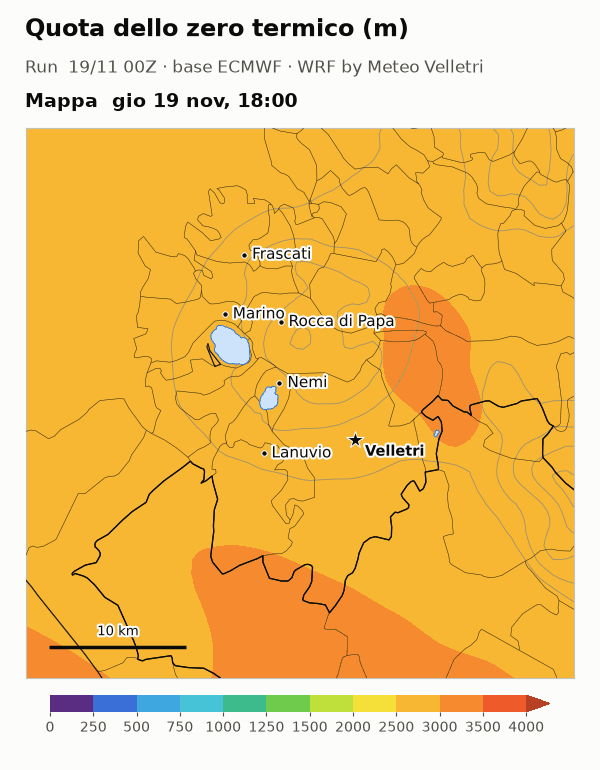 Quota dello zero termico (m)
Run  19/11 00Z · base ECMWF · WRF by Meteo Velletri
Mappa  gio 19 nov, 18:00
Frascati
Marino
Rocca di Papa
Nemi
Velletri
Lanuvio
10 km
0 250 500 750 1000 1250 1500 2000 2500 3000 3500 4000